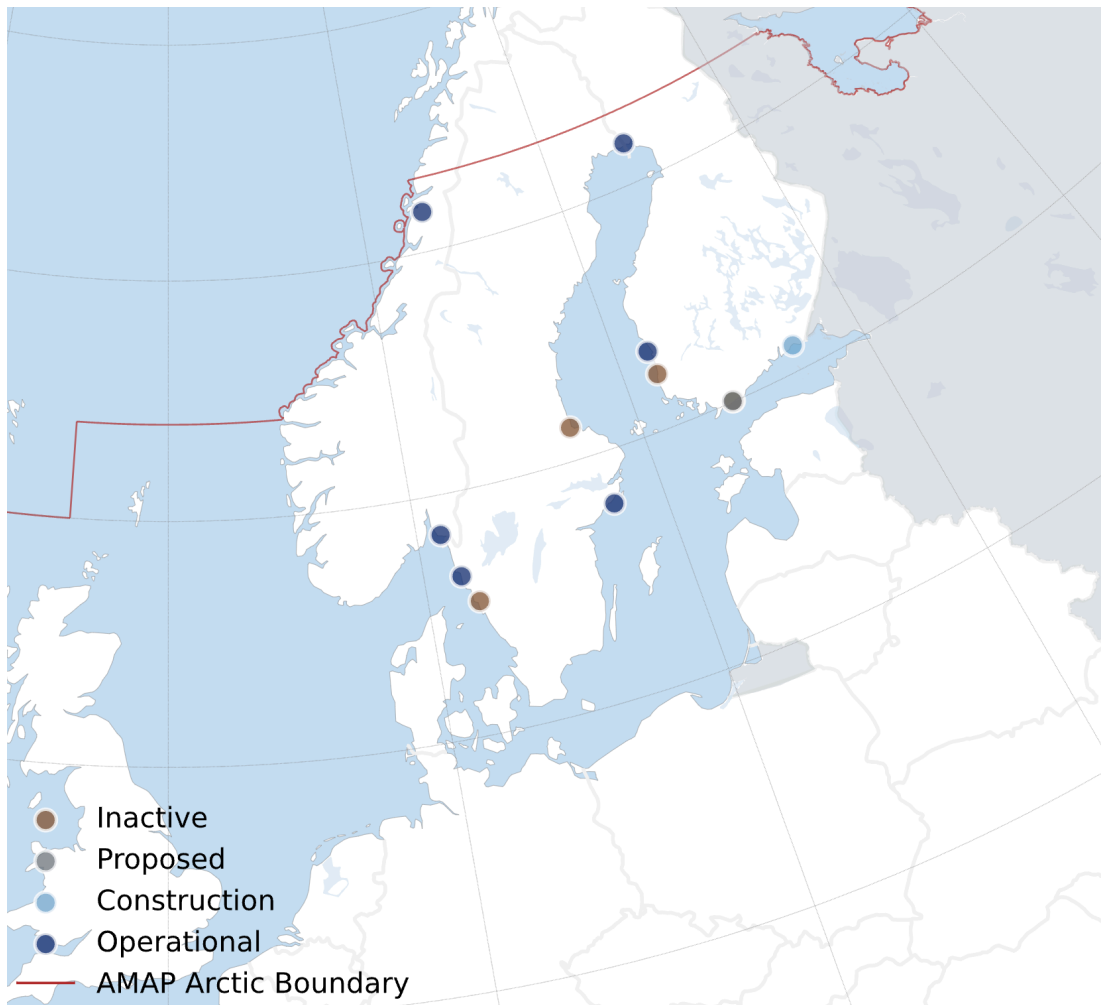 Inactive
Proposed
Construction
Operational
AMAP Arctic Boundary